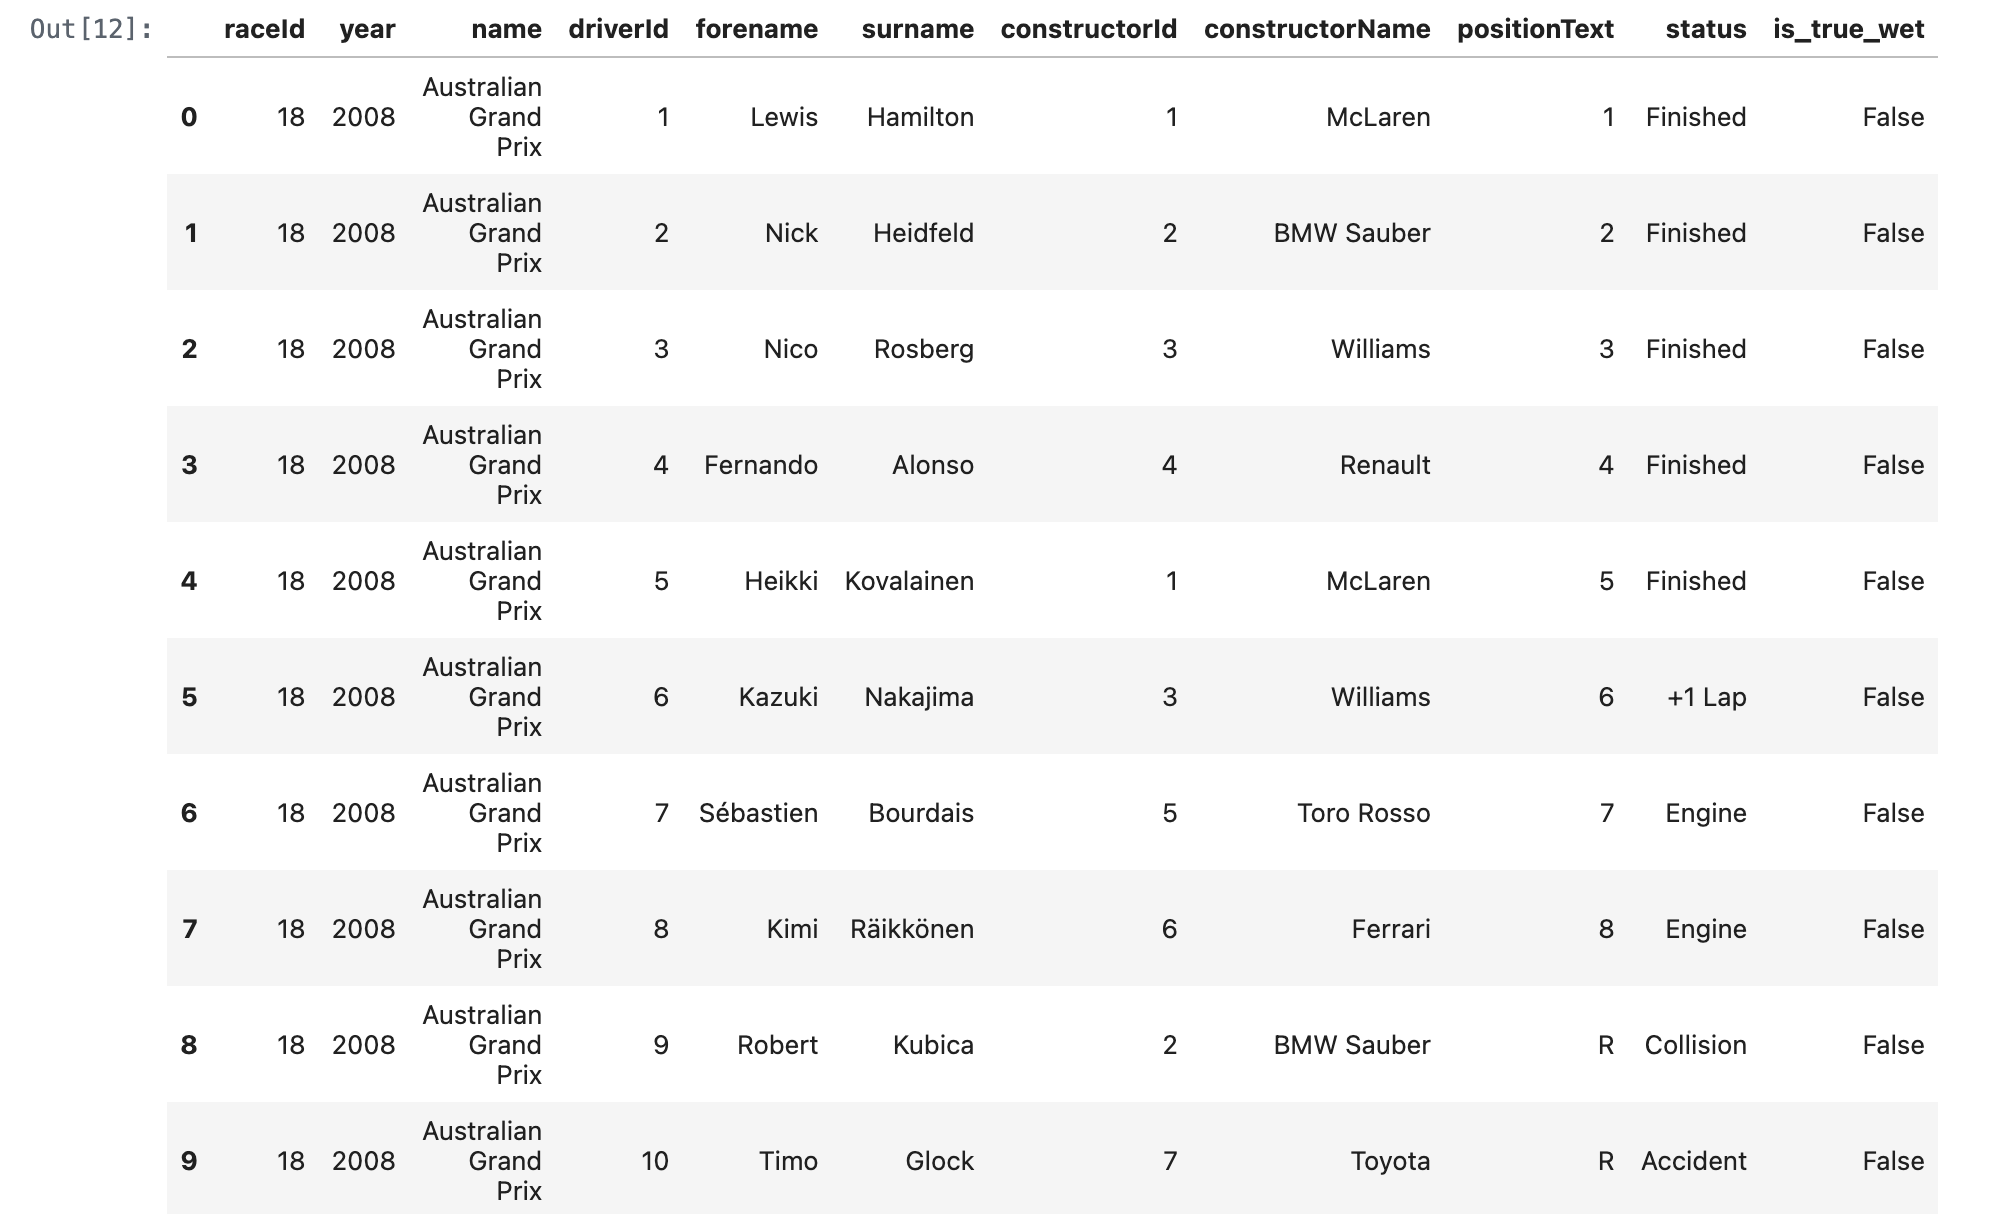 Out[12]: raceId year name driverId forename surname constructorId constructorName positionText status is_true_wet
Australian
0 18 2008 Grand 1 Lewis Hamilton 1 McLaren 1 Finished False
Prix
Australian
1 18 2008 Grand 2 Nick Heidfeld 2 BMW Sauber 2 Finished False
Prix
Australian
2 18 2008 Grand 3 Nico Rosberg 3 Williams 3 Finished False
Prix
Australian
3 18 2008 Grand 4 Fernando Alonso 4 Renault 4 Finished False
Prix
Australian
4 18 2008 Grand 5 Heikki Kovalainen 1 McLaren 5 Finished False
Prix
Australian
5 18 2008 Grand 6 Kazuki Nakajima 3 Williams 6 +1 Lap False
Prix
Australian
6 18 2008 Grand 7 Sébastien Bourdais 5 Toro Rosso 7 Engine False
Prix
Australian
7 18 2008 Grand 8 Kimi Räikkönen 6 Ferrari 8 Engine False
Prix
Australian
8 18 2008 Grand 9 Robert Kubica 2 BMW Sauber R Collision False
Prix
Australian
9 18 2008 Grand 10 Timo Glock 7 Toyota R Accident False
Prix